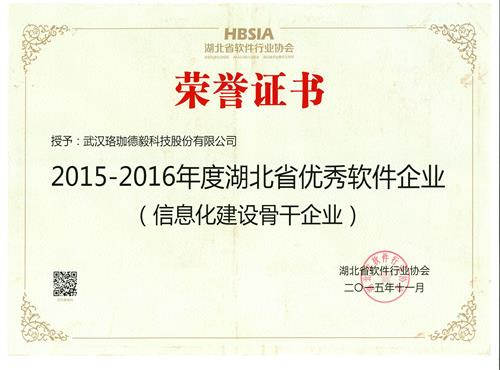 HBSIA
湖北省软件行业协会
荣誉证书
授予：武汉珞珈德毅科技股份有限公司
2015-2016年度湖北省优秀软件企业
（信息化建设骨干企业）
湖北省软件行业协会
二〇一五年十一月